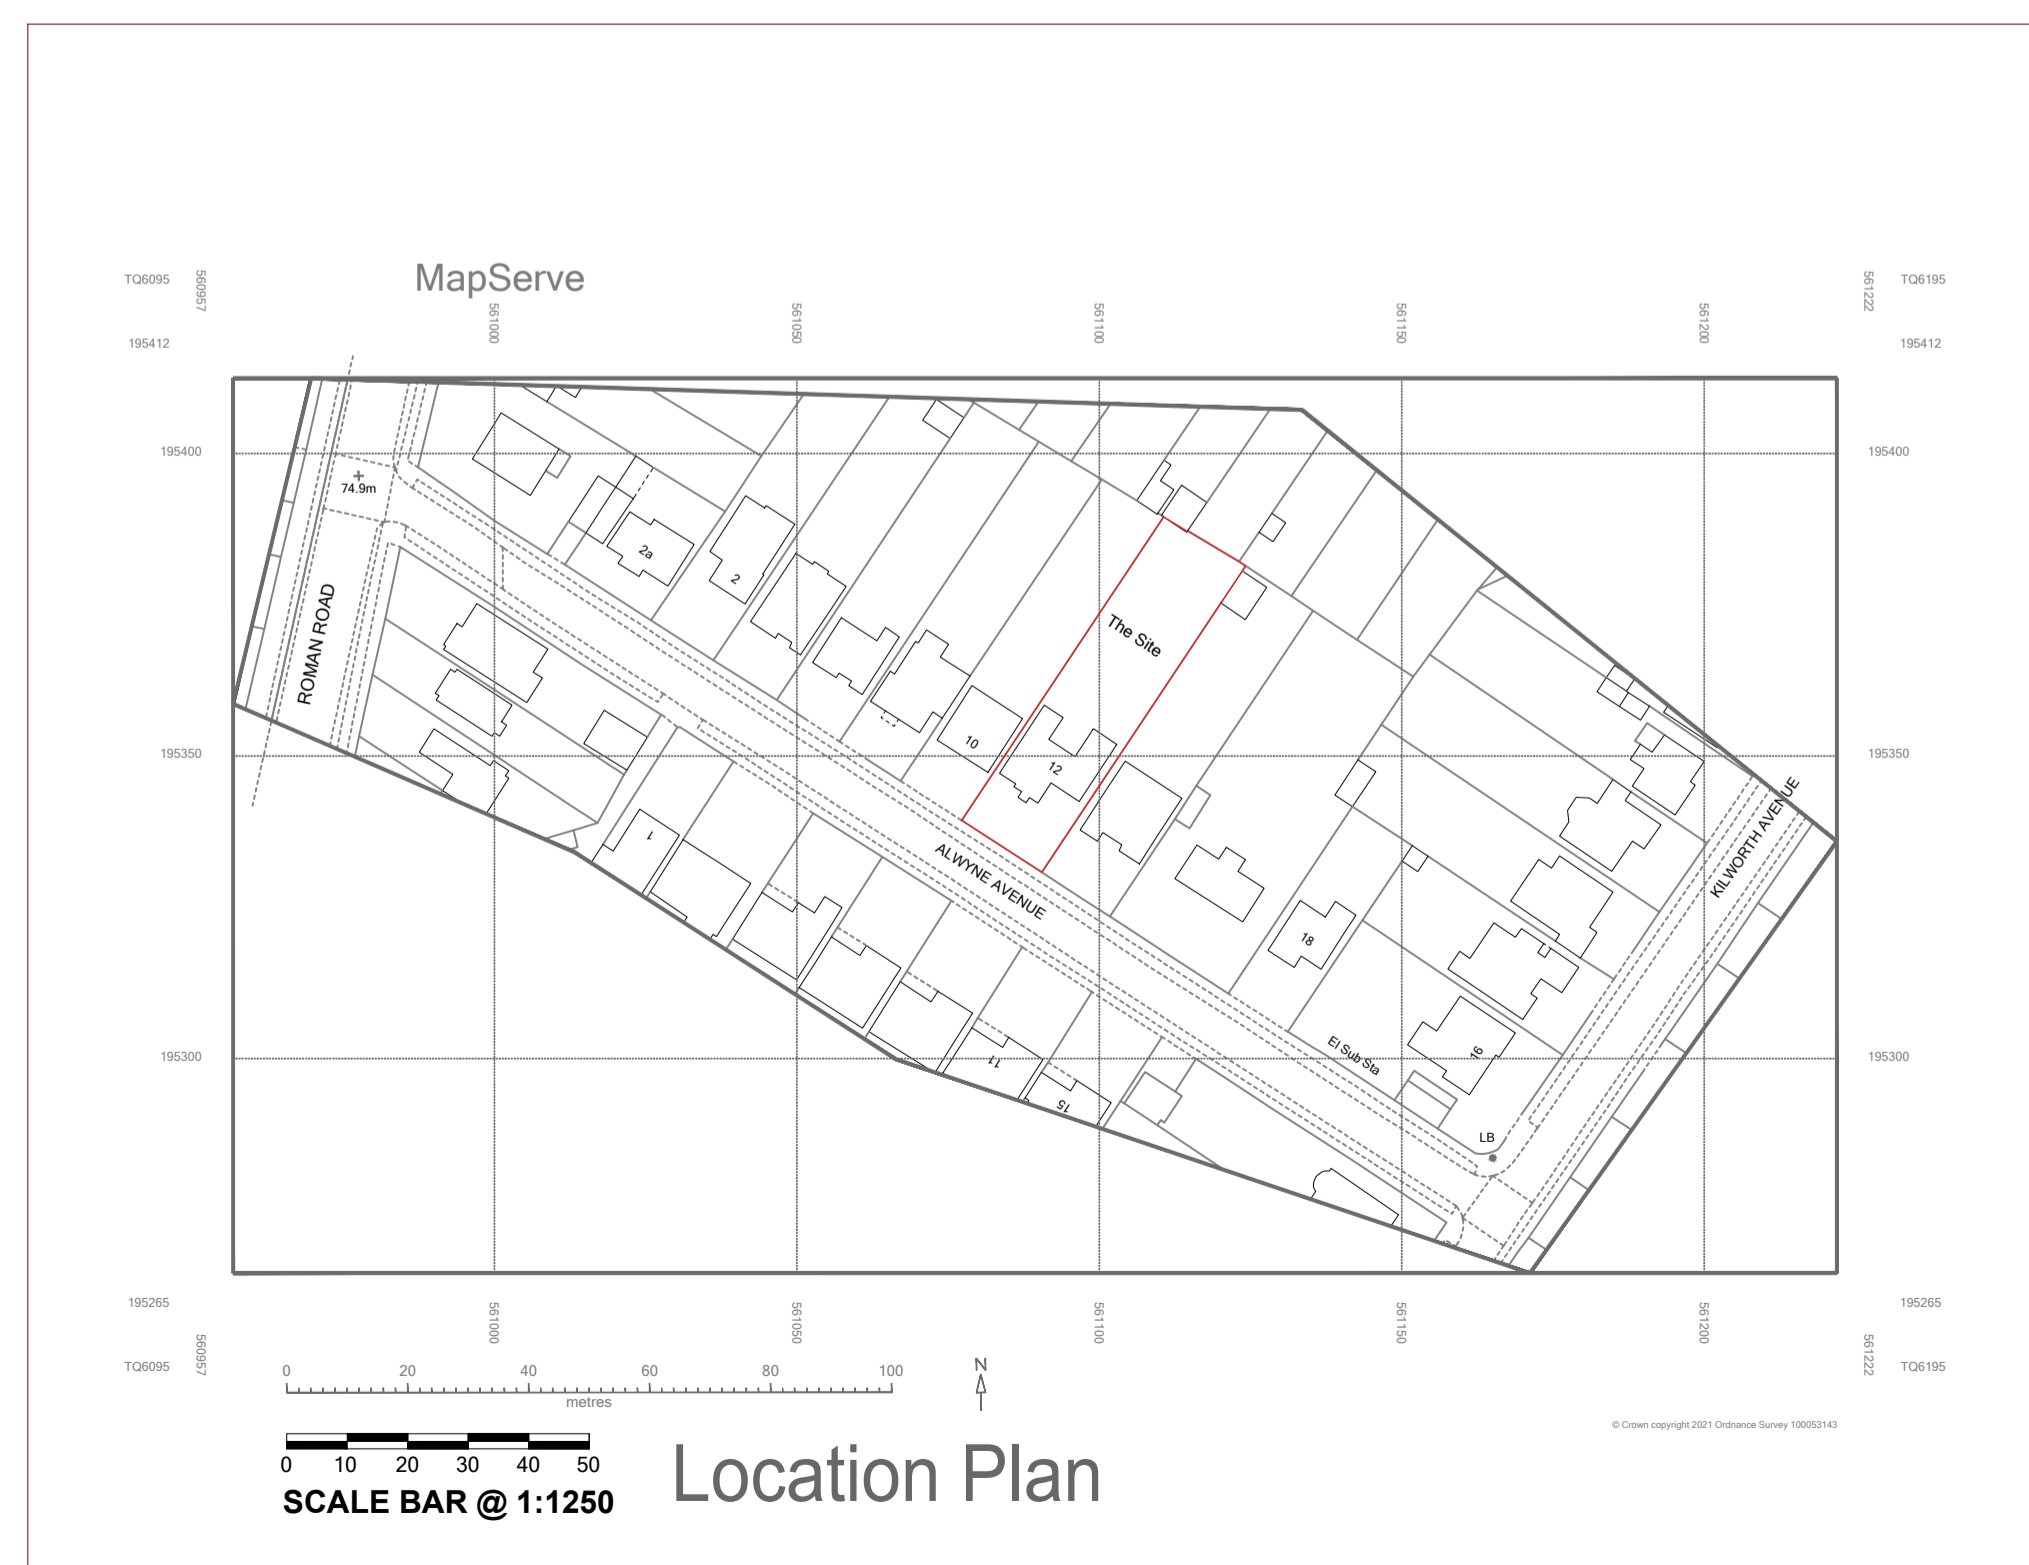 MapServe
TQ6095
560957
195412
561000
561050
561100
561150
561200
561222
TQ6195
195412
195400
195400
74.9m
2a
2
ROMAN ROAD
The Site
195350
195350
10
12
KILWORTH AVENUE
1
ALWYNE AVENUE
18
195300
195300
El Sub Sta
16
11
15
LB
195265
195265
560957
TQ6095
561000
561050
561100
561150
561200
561222
TQ6195
0 20 40 60 80 100
metres
N
© Crown copyright 2021 Ordnance Survey 100053143
0 10 20 30 40 50
SCALE BAR @ 1:1250
Location Plan